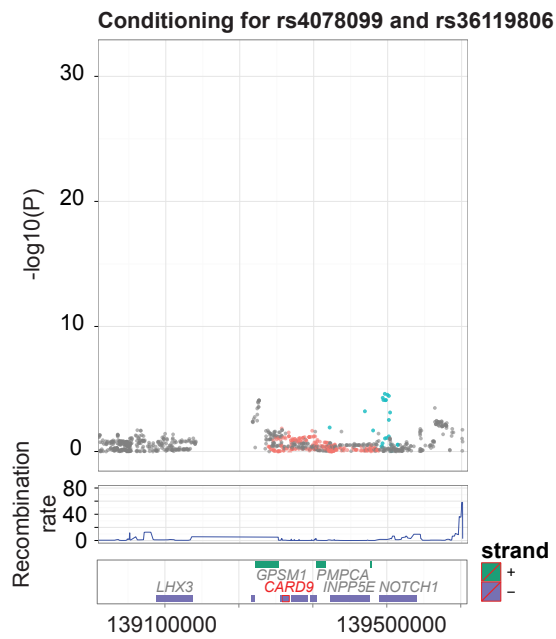 Conditioning for rs4078099 and rs36119806
30
20
10
0
-log10(P)
80
40
0
Recombination
rate
GPSM1 PMPCA
LHX3 CARD9 INPP5E NOTCH1
139100000 139500000
strand
+
−